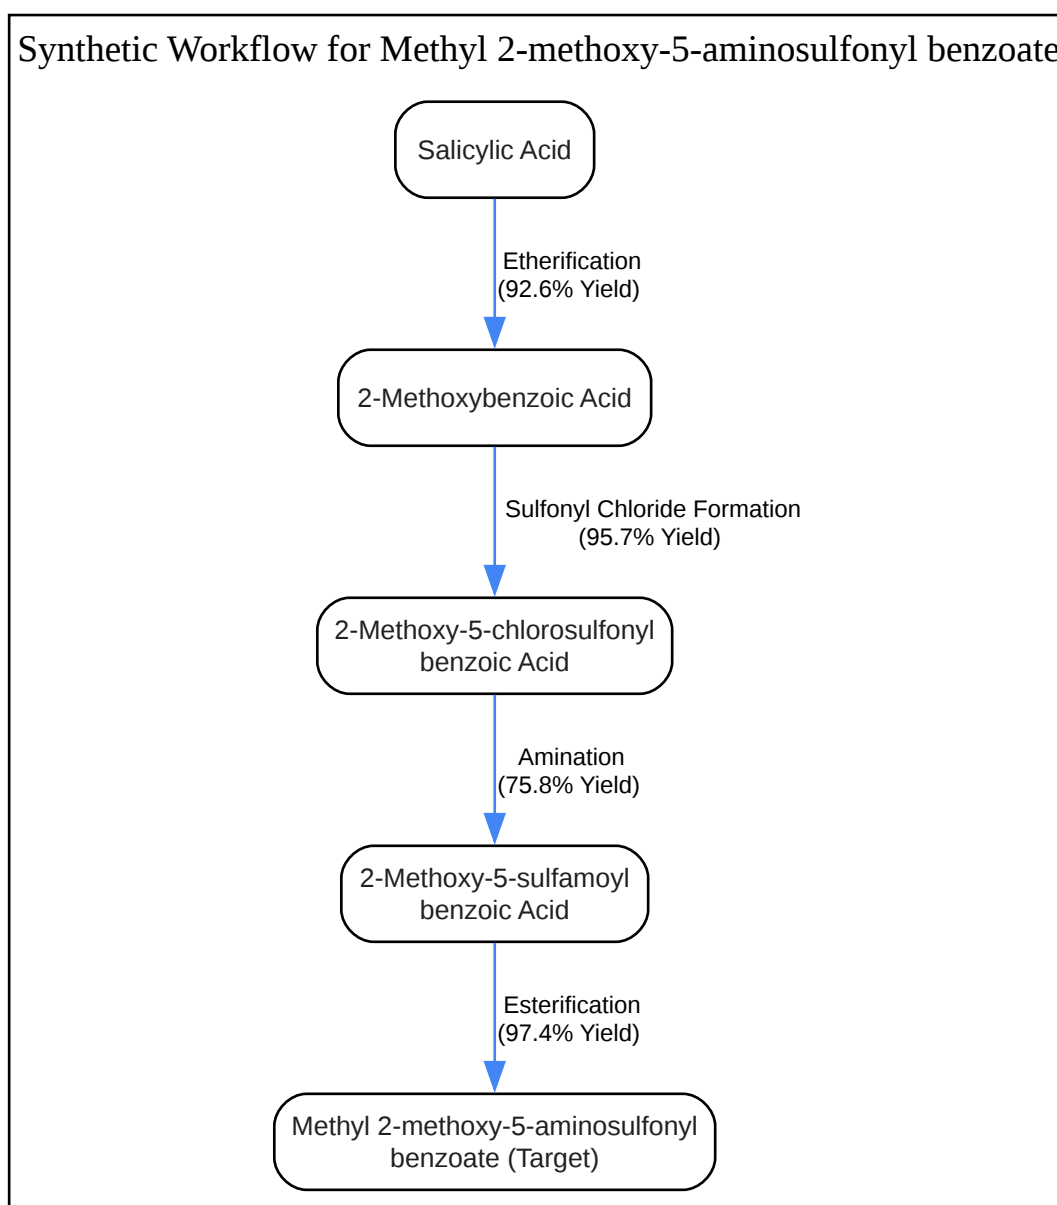 Synthetic Workflow for Methyl 2-methoxy-5-aminosulfonyl benzoate
Salicylic Acid
Etherification
(92.6% Yield)
2-Methoxybenzoic Acid
Sulfonyl Chloride Formation
(95.7% Yield)
2-Methoxy-5-chlorosulfonyl
benzoic Acid
Amination
(75.8% Yield)
2-Methoxy-5-sulfamoyl
benzoic Acid
Esterification
(97.4% Yield)
Methyl 2-methoxy-5-aminosulfonyl
benzoate (Target)